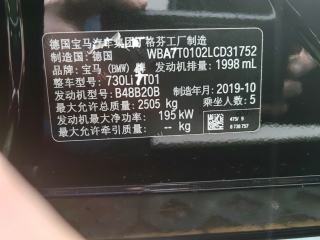 德国宝马汽车集团丁格芬工厂制造
制造国: 德国 WBA7T0102LCD31752
品牌: 宝马 (BMW) 牌 发动机排量: 1998 mL
整车型号: 730Li 7T01
发动机型号: B48B20B 制造年月: 2019-10
最大允许总质量: 2505 kg 乘坐人数: 5
发动机最大净功率: 195 kW
最大允许牵引质量: -- kg